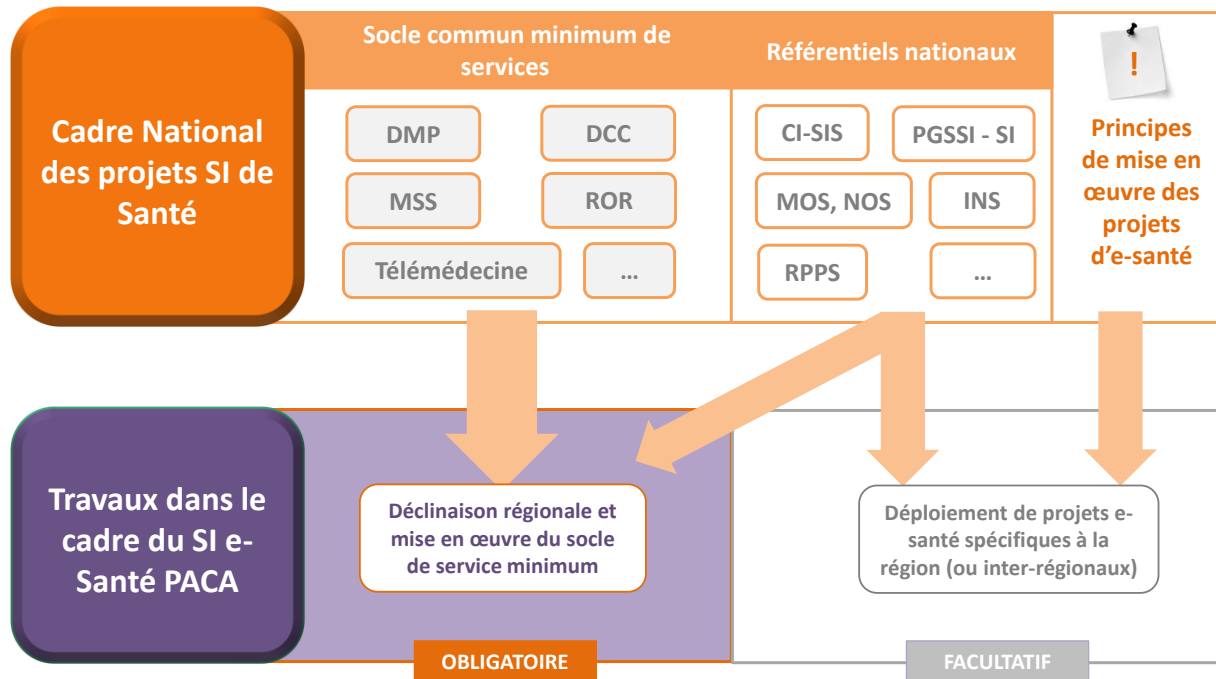 Cadre National
des projets SI de
Santé
Socle commun minimum de
services
DMP
DCC
MSS
ROR
Télémédecine
...
Référentiels nationaux
CI-SIS
PGSSI - SI
MOS, NOS
INS
RPPS
...
!
Principes
de mise en
œuvre des
projets
d’e-santé
Travaux dans le
cadre du SI e-
Santé PACA
Déclinaison régionale et
mise en œuvre du socle
de service minimum
OBLIGATOIRE
Déploiement de projets e-
santé spécifiques à la
région (ou inter-régionaux)
FACULTATIF